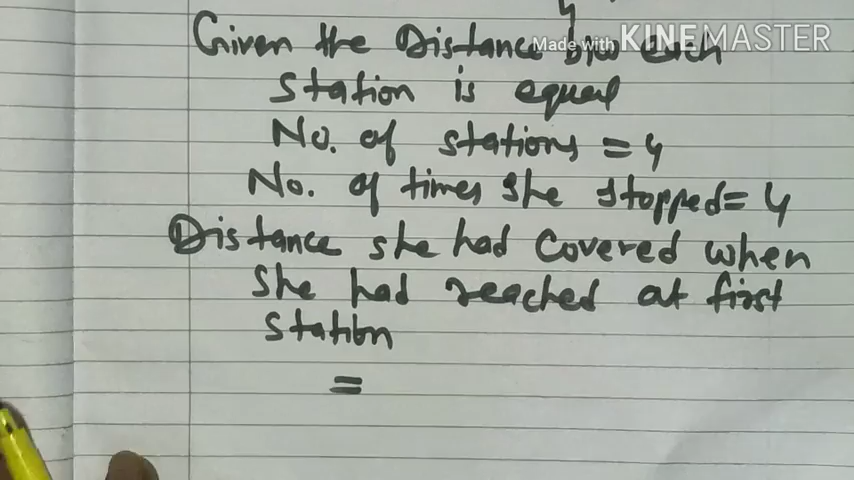 Given the Distance b/w each
Made with KINEMASTER
station is equal
No. of stations = 4
No. of times she stopped = 4
Distance she had covered when
she had reached at first
station
=